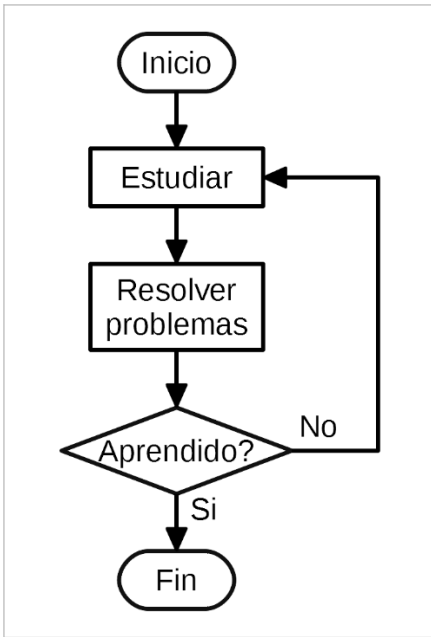 Inicio
Estudiar
Resolver
problemas
Aprendido?
No
Si
Fin